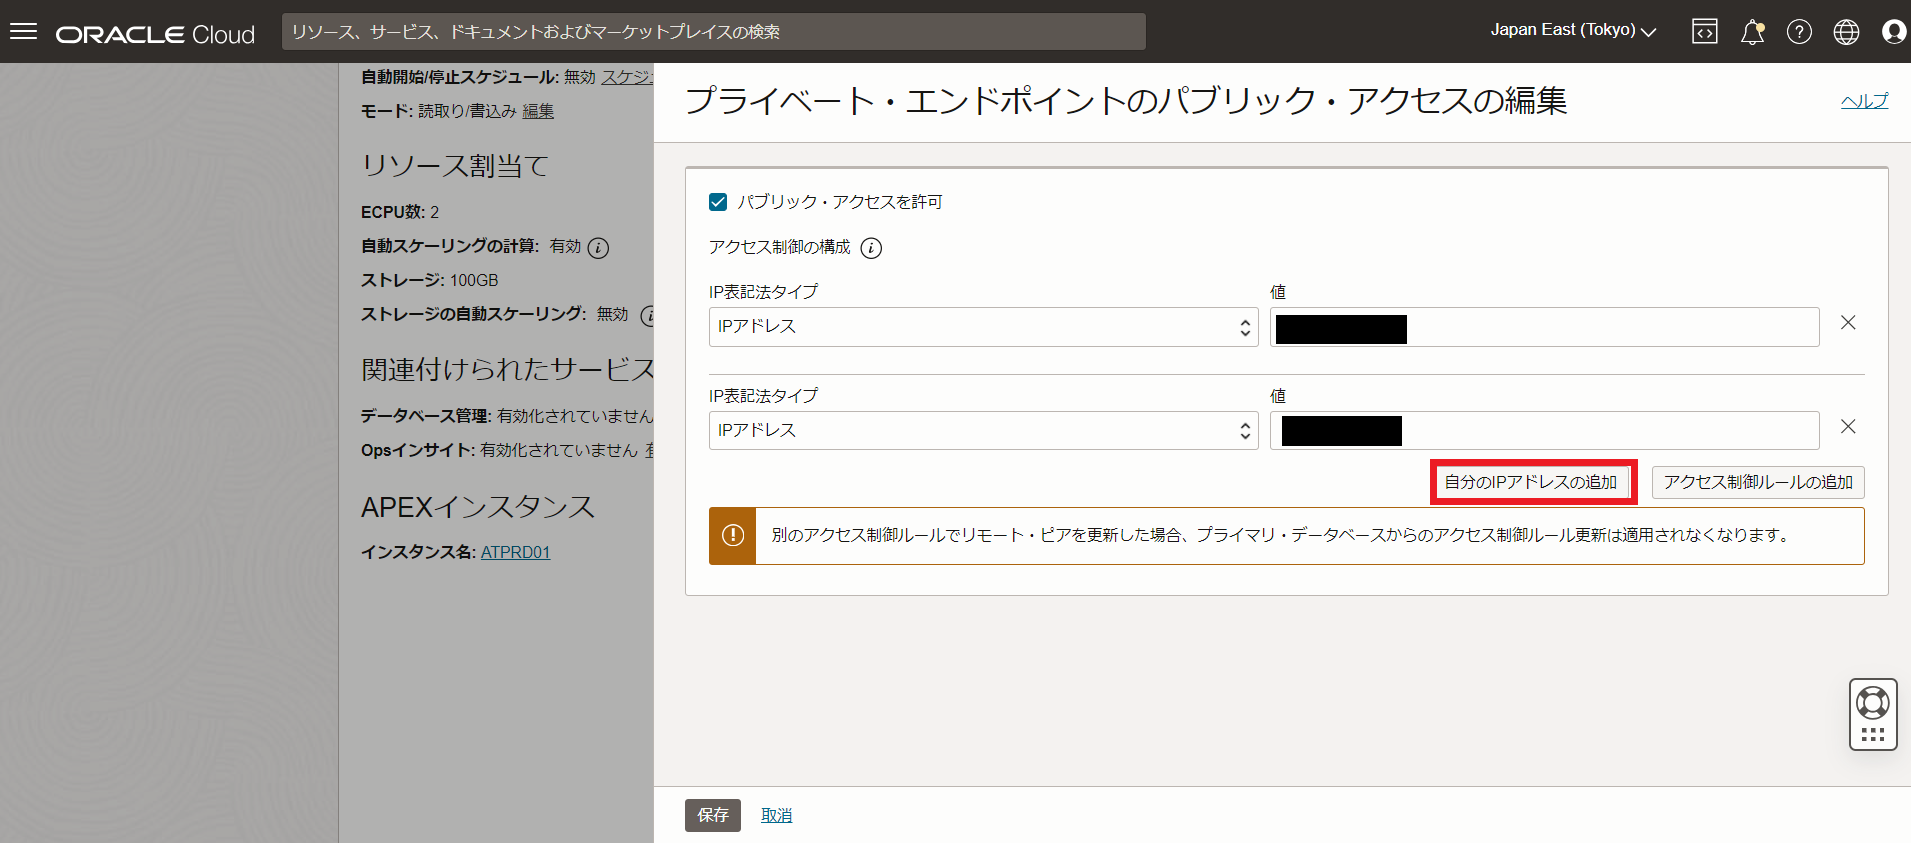 ORACLE Cloud
リソース、サービス、ドキュメントおよびマーケットプレイスの検索
Japan East (Tokyo)
自動開始/停止スケジュール: 無効 スケジ
モード: 読取り/書込み 編集
リソース割当て
ECPU数: 2
自動スケーリングの計算: 有効
ストレージ: 100GB
ストレージの自動スケーリング: 無効
関連付けられたサービス
データベース管理: 有効化されていません
Opsインサイト: 有効化されていません
APEXインスタンス
インスタンス名: ATPRD01
プライベート・エンドポイントのパブリック・アクセスの編集
ヘルプ
パブリック・アクセスを許可
アクセス制御の構成
IP表記法タイプ
値
IPアドレス
IP表記法タイプ
値
IPアドレス
自分のIPアドレスの追加
アクセス制御ルールの追加
別のアクセス制御ルールでリモート・ピアを更新した場合、プライマリ・データベースからのアクセス制御ルール更新は適用されなくなります。
保存
取消